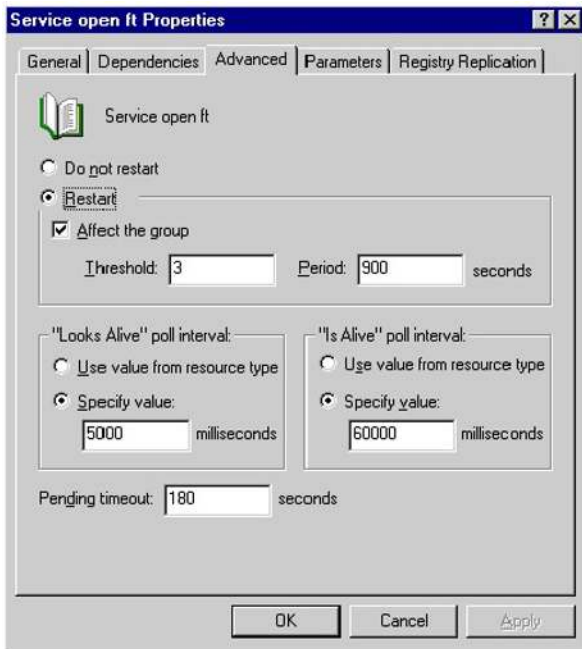 Service open ft Properties
General Dependencies Advanced Parameters Registry Replication
Service open ft
Do not restart
Restart
Affect the group
Threshold: 3 Period: 900 seconds
"Looks Alive" poll interval: "Is Alive" poll interval:
Use value from resource type Use value from resource type
Specify value: Specify value:
5000 milliseconds 60000 milliseconds
Pending timeout: 180 seconds
OK Cancel Apply